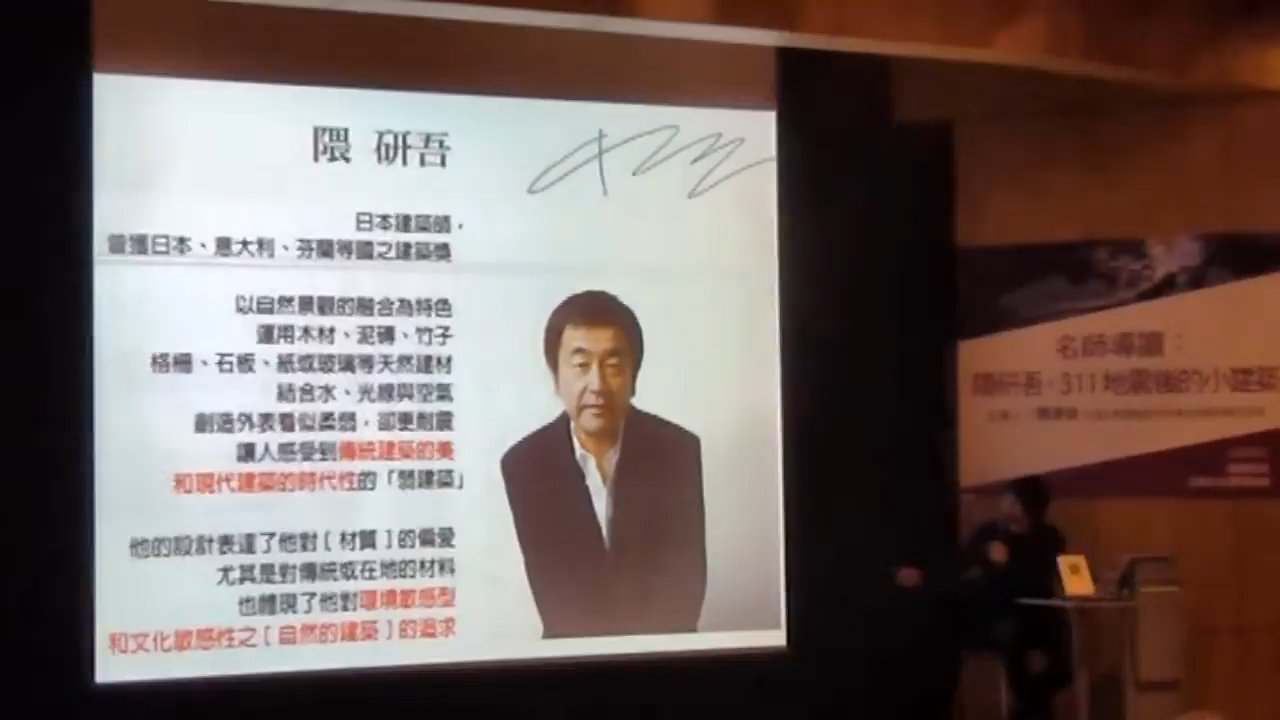 隈 研吾
日本建築師，
曾獲日本、意大利、芬蘭等國之建築獎
以自然景觀的融合為特色
運用木材、泥磚、竹子
格柵、石板、紙或玻璃等天然建材
結合水、光線與空氣
創造外表看似柔弱，卻更耐震
讓人感受到傳統建築的美
和現代建築的時代性的「弱建築」
他的設計表達了他對[材質]的偏愛
尤其是對傳統或在地的材料
也體現了他對環境敏感型
和文化敏感性之[自然的建築]的追求
名師導讀：
隈研吾，311地震後的小建築